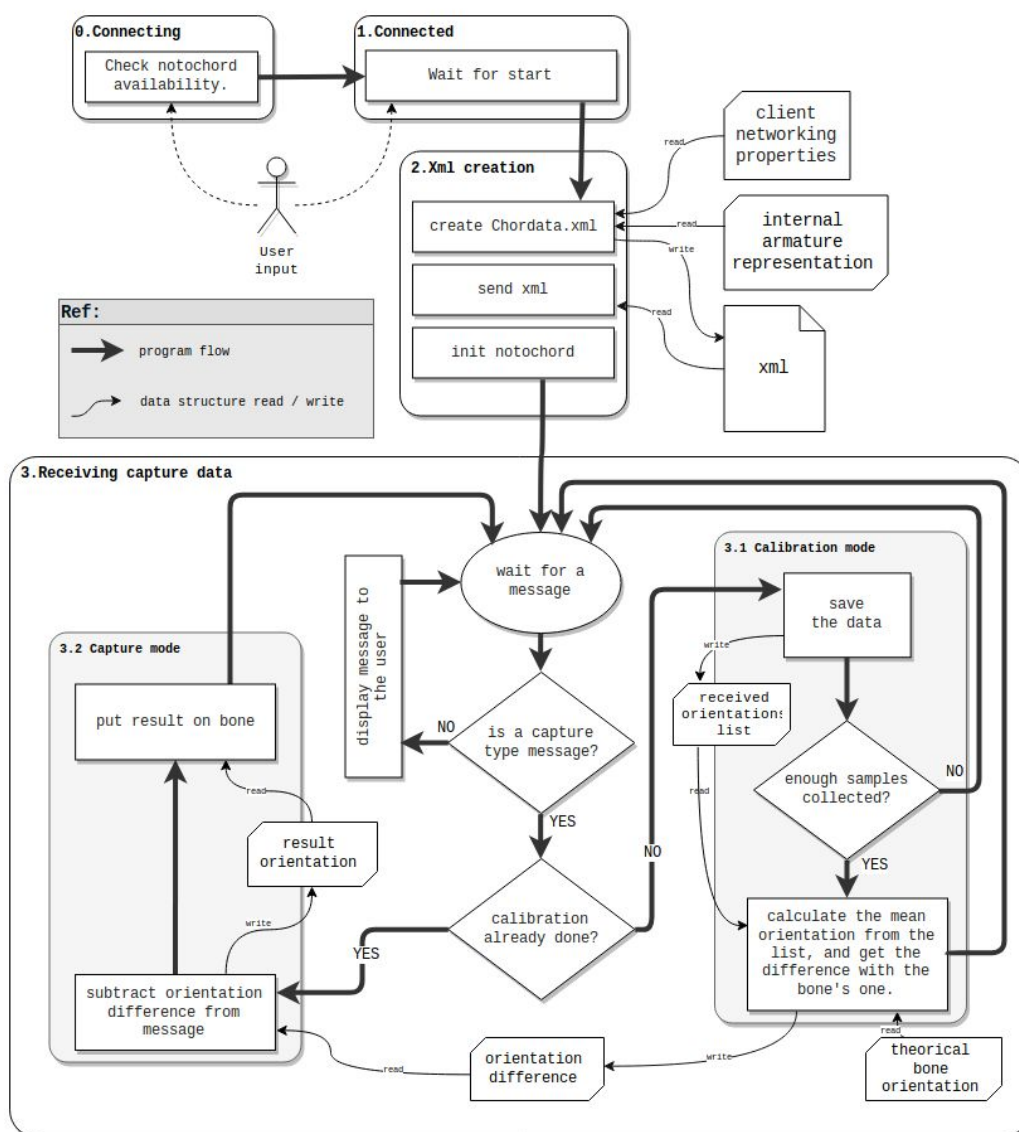 0.Connecting
Check notochord
availability.
1.Connected
Wait for start
User
input
2.Xml creation
create Chordata.xml
send xml
init notochord
client
networking
properties
read
internal
armature
representation
read
write
read
xml
Ref:
program flow
data structure read / write
3.Receiving capture data
wait for a
message
display message to
the user
is a capture
type message?
NO
YES
calibration
already done?
NO
YES
3.1 Calibration mode
save
the data
write
received
orientations
list
enough samples
collected?
NO
YES
read
calculate the mean
orientation from the
list, and get the
difference with the
bone's one.
read
theorical
bone
orientation
write
orientation
difference
read
3.2 Capture mode
put result on bone
read
result
orientation
write
subtract orientation
difference from
message